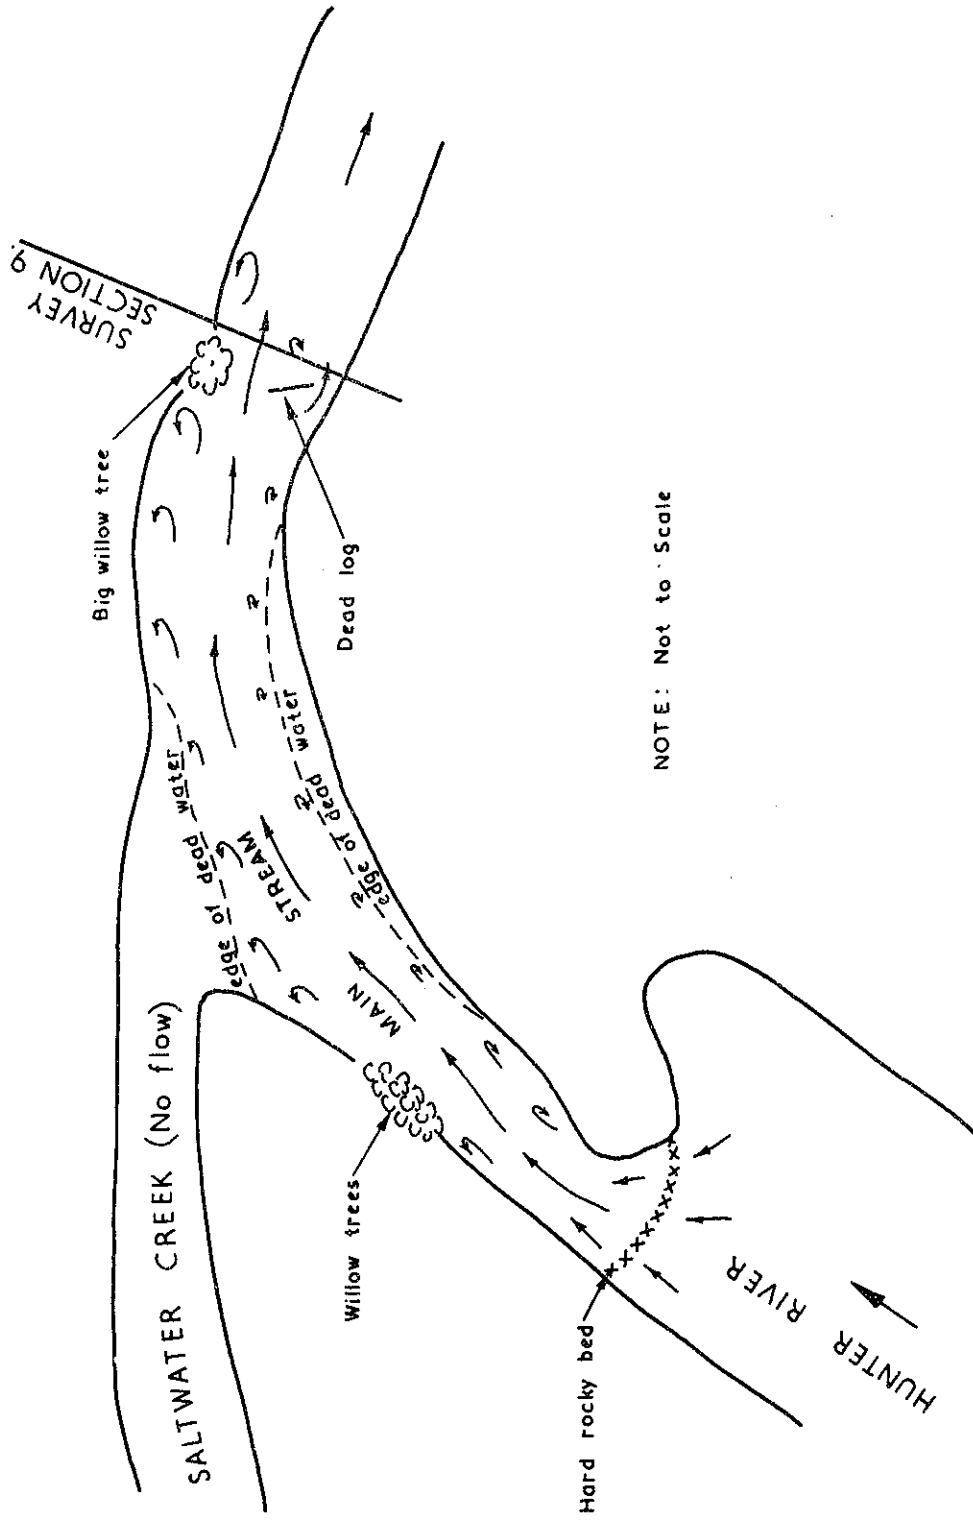 SURVEY
SECTION 9.
Big willow tree
Dead log
edge of dead water
edge of dead water
MAIN
STREAM
SALTWATER CREEK (No flow)
Willow trees
Hard rocky bed
HUNTER RIVER
NOTE: Not to Scale